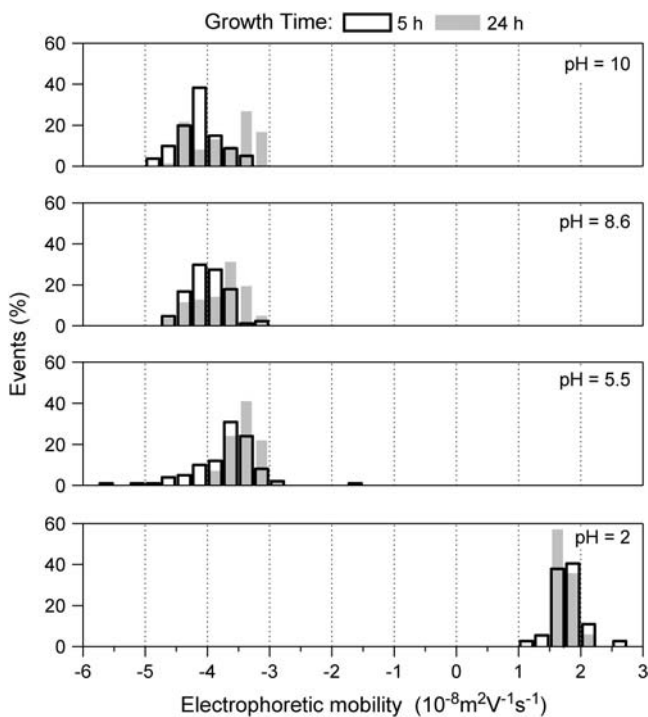 Growth Time: 5 h 24 h
60
40
20
0
pH = 10
60
40
20
0
pH = 8.6
Events (%)
60
40
20
0
pH = 5.5
60
40
20
0
pH = 2
-6 -5 -4 -3 -2 -1 0 1 2 3
Electrophoretic mobility (10⁻⁸m²V⁻¹s⁻¹)